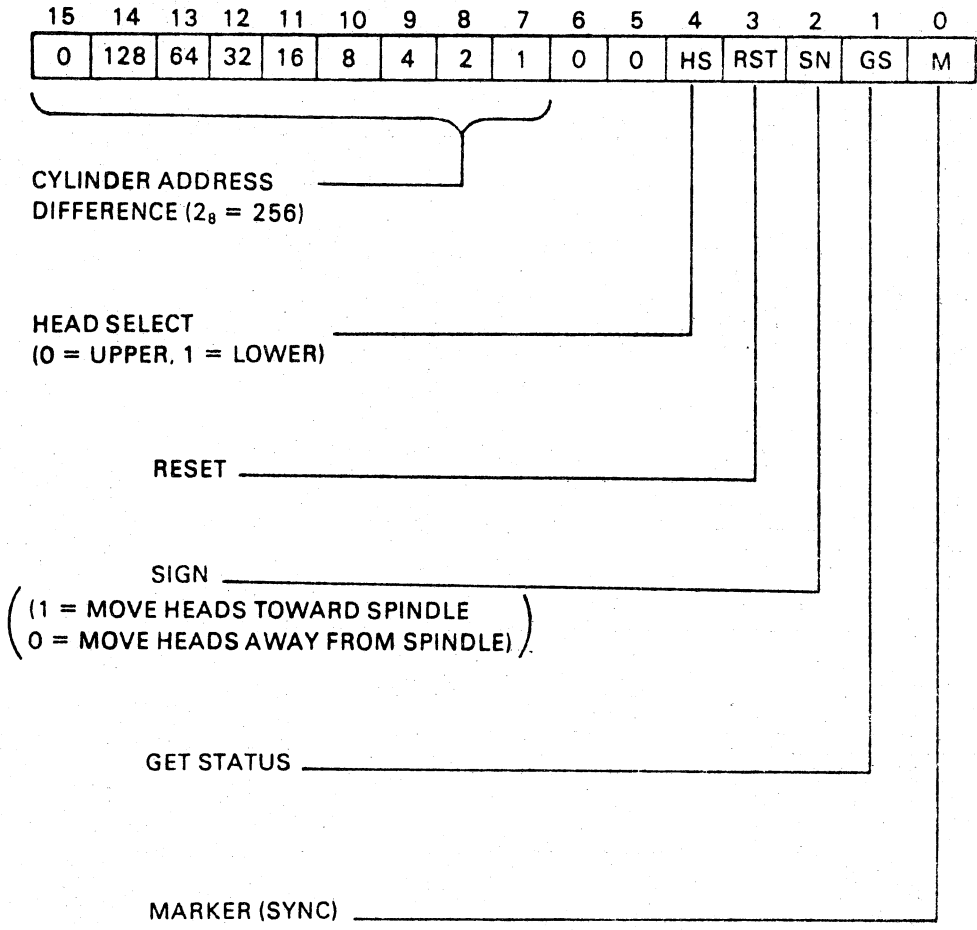 15 14 13 12 11 10 9 8 7 6 5 4 3 2 1 0
0 128 64 32 16 8 4 2 1 0 0 HS RST SN GS M
CYLINDER ADDRESS
DIFFERENCE (2₈ = 256)
HEAD SELECT
(0 = UPPER, 1 = LOWER)
RESET
SIGN
(1 = MOVE HEADS TOWARD SPINDLE
0 = MOVE HEADS AWAY FROM SPINDLE)
GET STATUS
MARKER (SYNC)